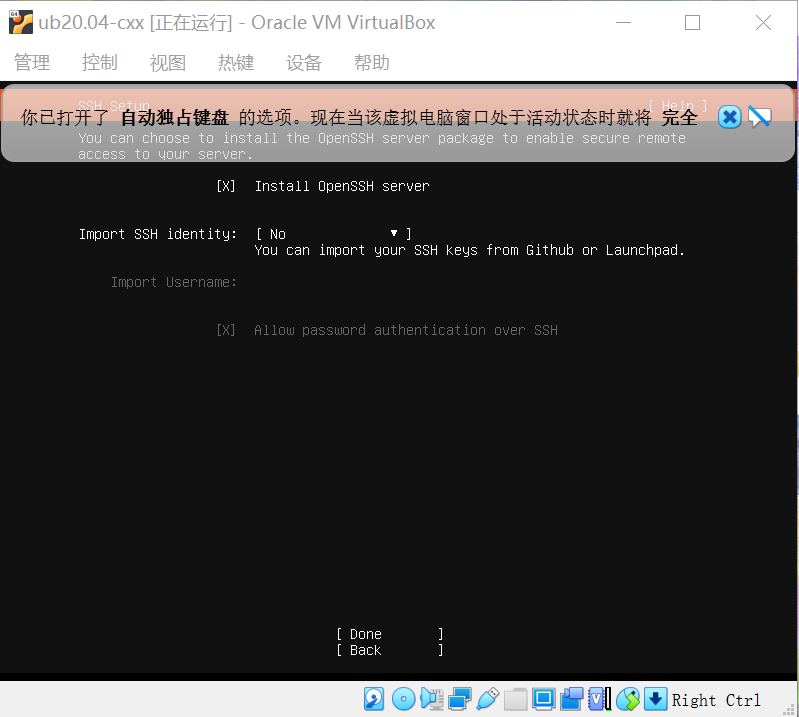 ub20.04-cxx [正在运行] - Oracle VM VirtualBox
管理 控制 视图 热键 设备 帮助
SSH Setup [ Help ]
你已打开了 自动独占键盘 的选项。现在当该虚拟电脑窗口处于活动状态时就将 完全
You can choose to install the OpenSSH server package to enable secure remote
access to your server.
[X] Install OpenSSH server
Import SSH identity: [ No ▾ ]
You can import your SSH keys from Github or Launchpad.
Import Username:
[X] Allow password authentication over SSH
[ Done ]
[ Back ]
Right Ctrl